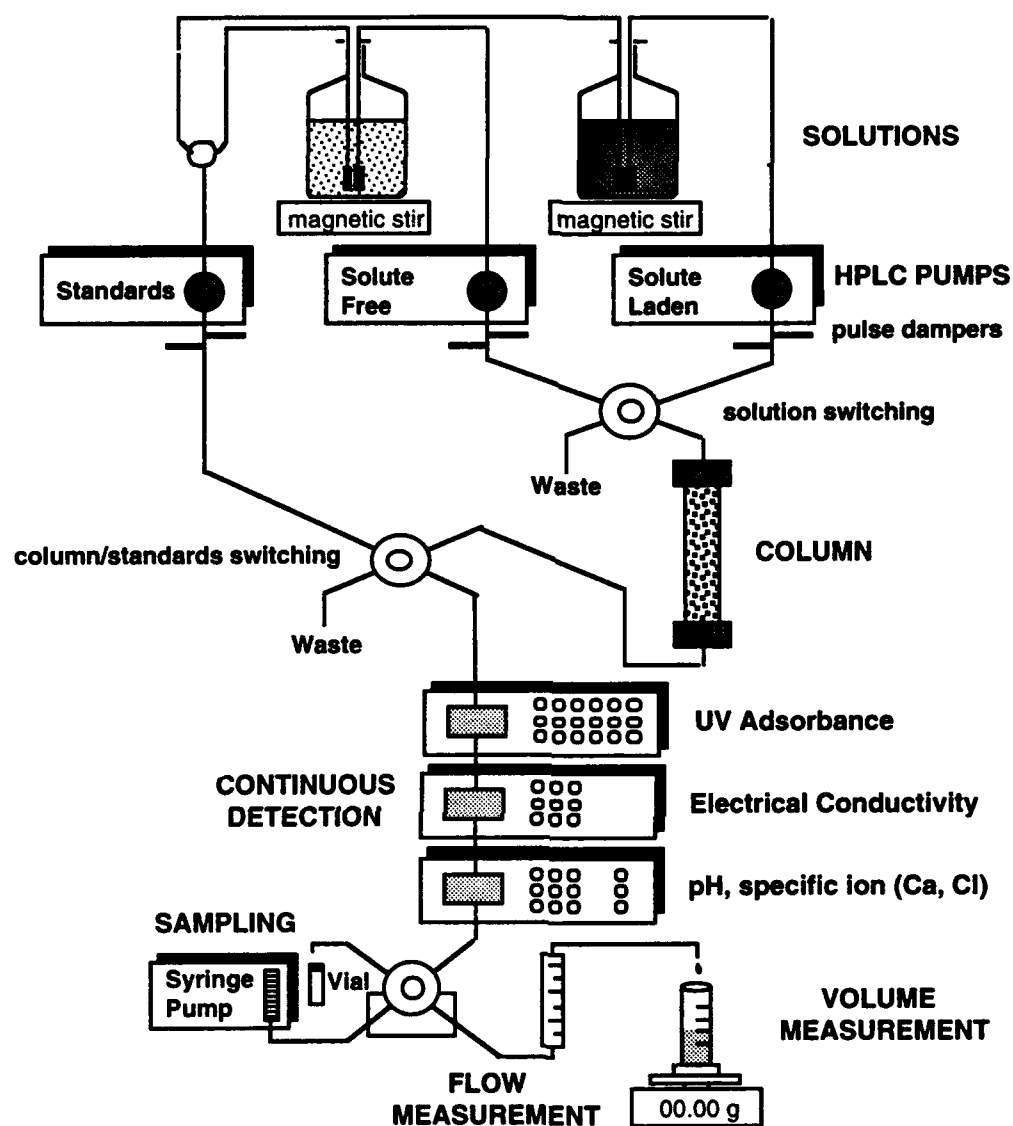 SOLUTIONS
magnetic stir
magnetic stir
Standards
Solute
Free
Solute
Laden
HPLC PUMPS
pulse dampers
solution switching
Waste
column/standards switching
COLUMN
Waste
UV Adsorbance
CONTINUOUS
DETECTION
Electrical Conductivity
pH, specific ion (Ca, Cl)
SAMPLING
Syringe
Pump
Vial
VOLUME
MEASUREMENT
FLOW
MEASUREMENT
00.00 g